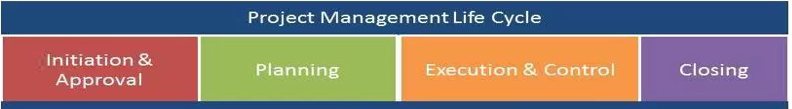 Project Management Life Cycle
Initiation &
Approval
Planning
Execution & Control
Closing